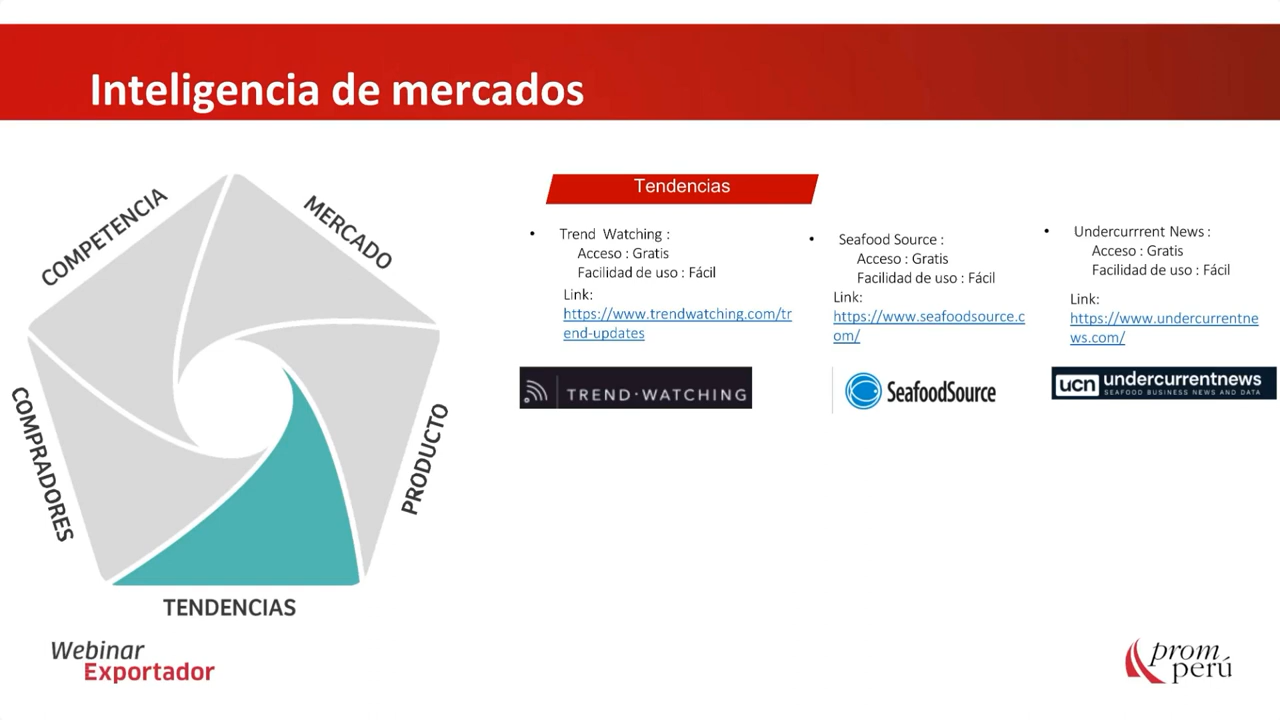 Inteligencia de mercados
COMPETENCIA
MERCADO
PRODUCTO
TENDENCIAS
COMPRADORES
Tendencias
• Trend Watching :
Acceso : Gratis
Facilidad de uso : Fácil
Link:
https://www.trendwatching.com/tr
end-updates
TREND·WATCHING
• Seafood Source :
Acceso : Gratis
Facilidad de uso : Fácil
Link:
https://www.seafoodsource.c
om/
SeafoodSource
• Undercurrrent News :
Acceso : Gratis
Facilidad de uso : Fácil
Link:
https://www.undercurrentne
ws.com/
ucn undercurrentnews
SEAFOOD BUSINESS NEWS AND DATA
Webinar
Exportador
prom
perú